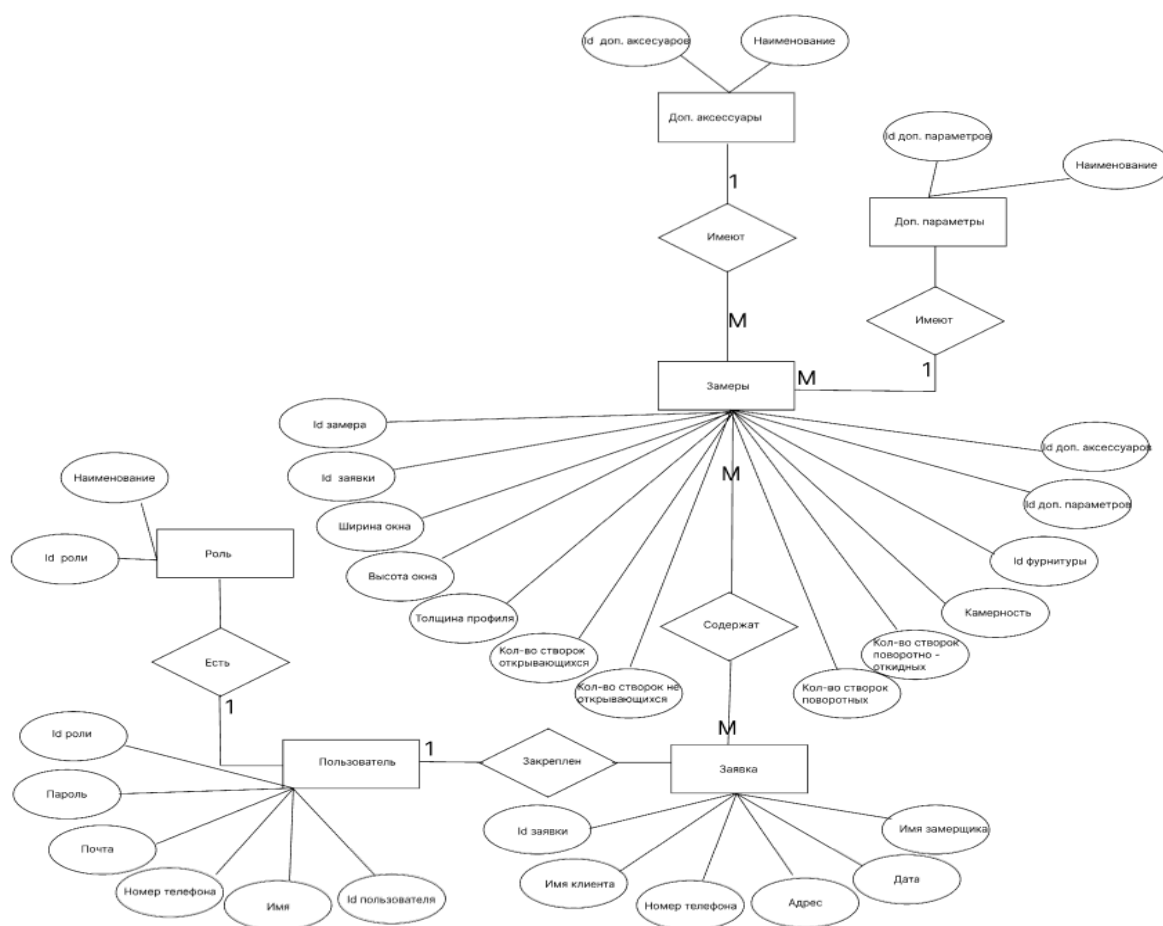 Id доп. аксесуаров
Наименование
Доп. аксессуары
1
Имеют
M
Id доп. параметров
Наименование
Доп. параметры
Имеют
1
M
Замеры
Id замера
Id заявки
Ширина окна
Высота окна
Толщина профиля
Кол-во створок
открывающихся
Кол-во створок не
открывающихся
M
Содержат
M
Кол-во створок
поворотных
Кол-во створок
поворотно -
откидных
Камерность
Id фурнитуры
Id доп. параметров
Id доп. аксессуаров
Наименование
Id роли
Роль
Есть
1
Пользователь
1
Закреплен
Заявка
Id роли
Пароль
Почта
Номер телефона
Имя
Id пользователя
Id заявки
Имя клиента
Номер телефона
Адрес
Дата
Имя замерщика